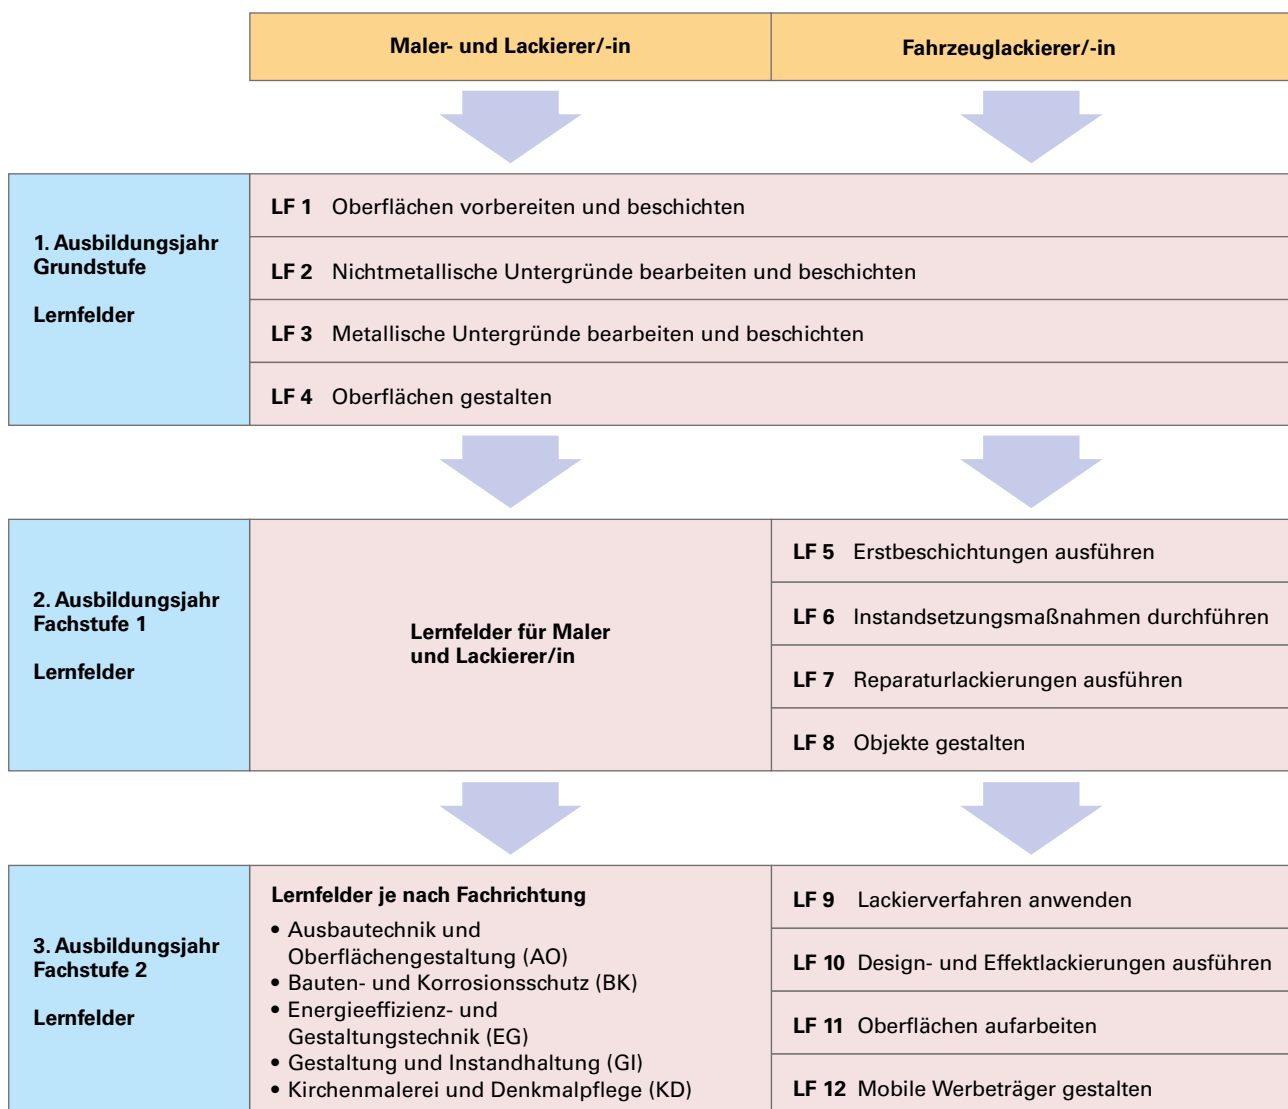 Maler- und Lackierer/-in
Fahrzeuglackierer/-in
1. Ausbildungsjahr
Grundstufe
Lernfelder
LF 1 Oberflächen vorbereiten und beschichten
LF 2 Nichtmetallische Untergründe bearbeiten und beschichten
LF 3 Metallische Untergründe bearbeiten und beschichten
LF 4 Oberflächen gestalten
2. Ausbildungsjahr
Fachstufe 1
Lernfelder
Lernfelder für Maler
und Lackierer/in
LF 5 Erstbeschichtungen ausführen
LF 6 Instandsetzungsmaßnahmen durchführen
LF 7 Reparaturlackierungen ausführen
LF 8 Objekte gestalten
3. Ausbildungsjahr
Fachstufe 2
Lernfelder
Lernfelder je nach Fachrichtung
• Ausbautechnik und
Oberflächengestaltung (AO)
• Bauten- und Korrosionsschutz (BK)
• Energieeffizienz- und
Gestaltungstechnik (EG)
• Gestaltung und Instandhaltung (GI)
• Kirchenmalerei und Denkmalpflege (KD)
LF 9 Lackierverfahren anwenden
LF 10 Design- und Effektlackierungen ausführen
LF 11 Oberflächen aufarbeiten
LF 12 Mobile Werbeträger gestalten